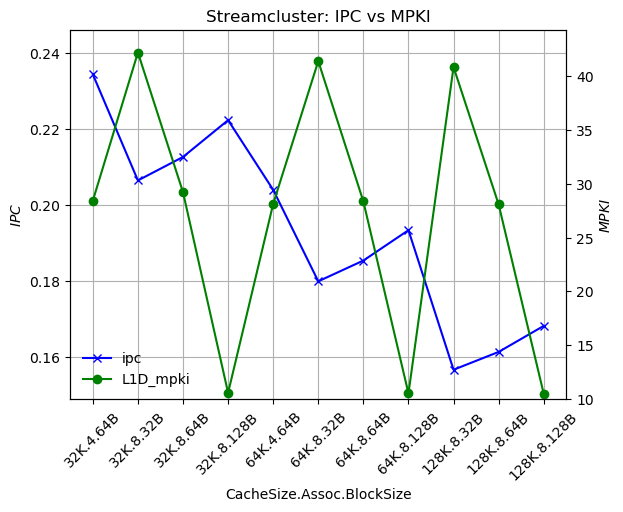 Streamcluster: IPC vs MPKI
0.24
0.22
0.20
0.18
0.16
IPC
40
35
30
25
20
15
10
MPKI
ipc
L1D_mpki
32K.4.64B
32K.8.32B
32K.8.64B
32K.8.128B
64K.4.64B
64K.8.32B
64K.8.64B
64K.8.128B
128K.8.32B
128K.8.64B
128K.8.128B
CacheSize.Assoc.BlockSize